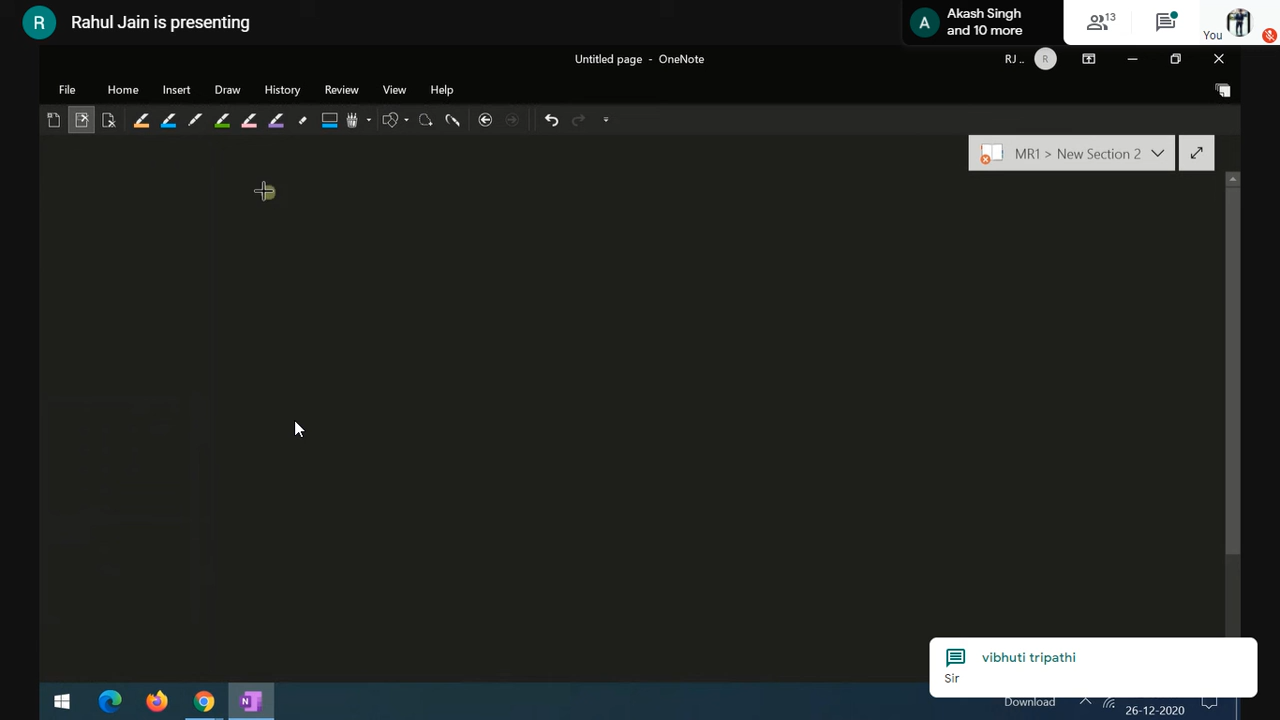 R Rahul Jain is presenting
A Akash Singh
and 10 more
13
You
Untitled page - OneNote
RJ .. R
File Home Insert Draw History Review View Help
MR1 > New Section 2
vibhuti tripathi
Sir
Download
26-12-2020